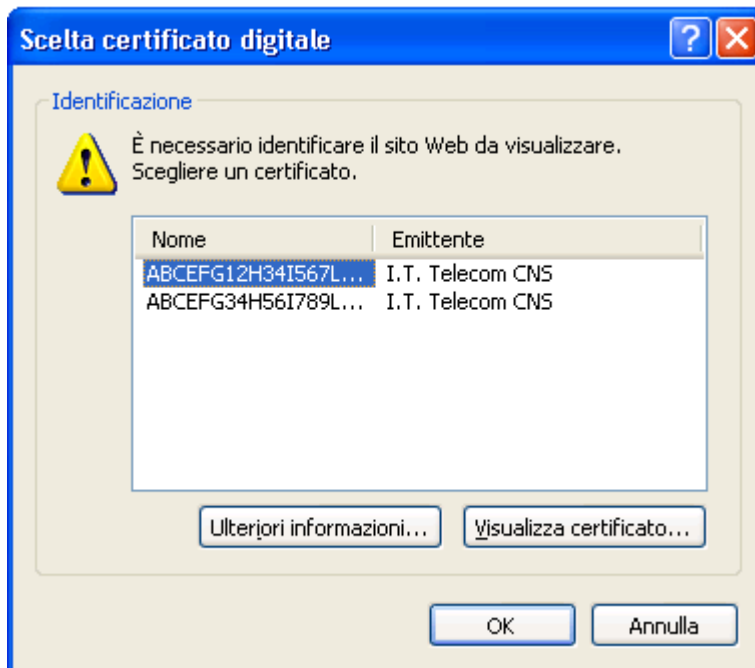 Scelta certificato digitale
Identificazione
È necessario identificare il sito Web da visualizzare.
Scegliere un certificato.
Nome Emittente
ABCEFG12H34I567L... I.T. Telecom CNS
ABCEFG34H56I789L... I.T. Telecom CNS
Ulteriori informazioni... Visualizza certificato...
OK Annulla